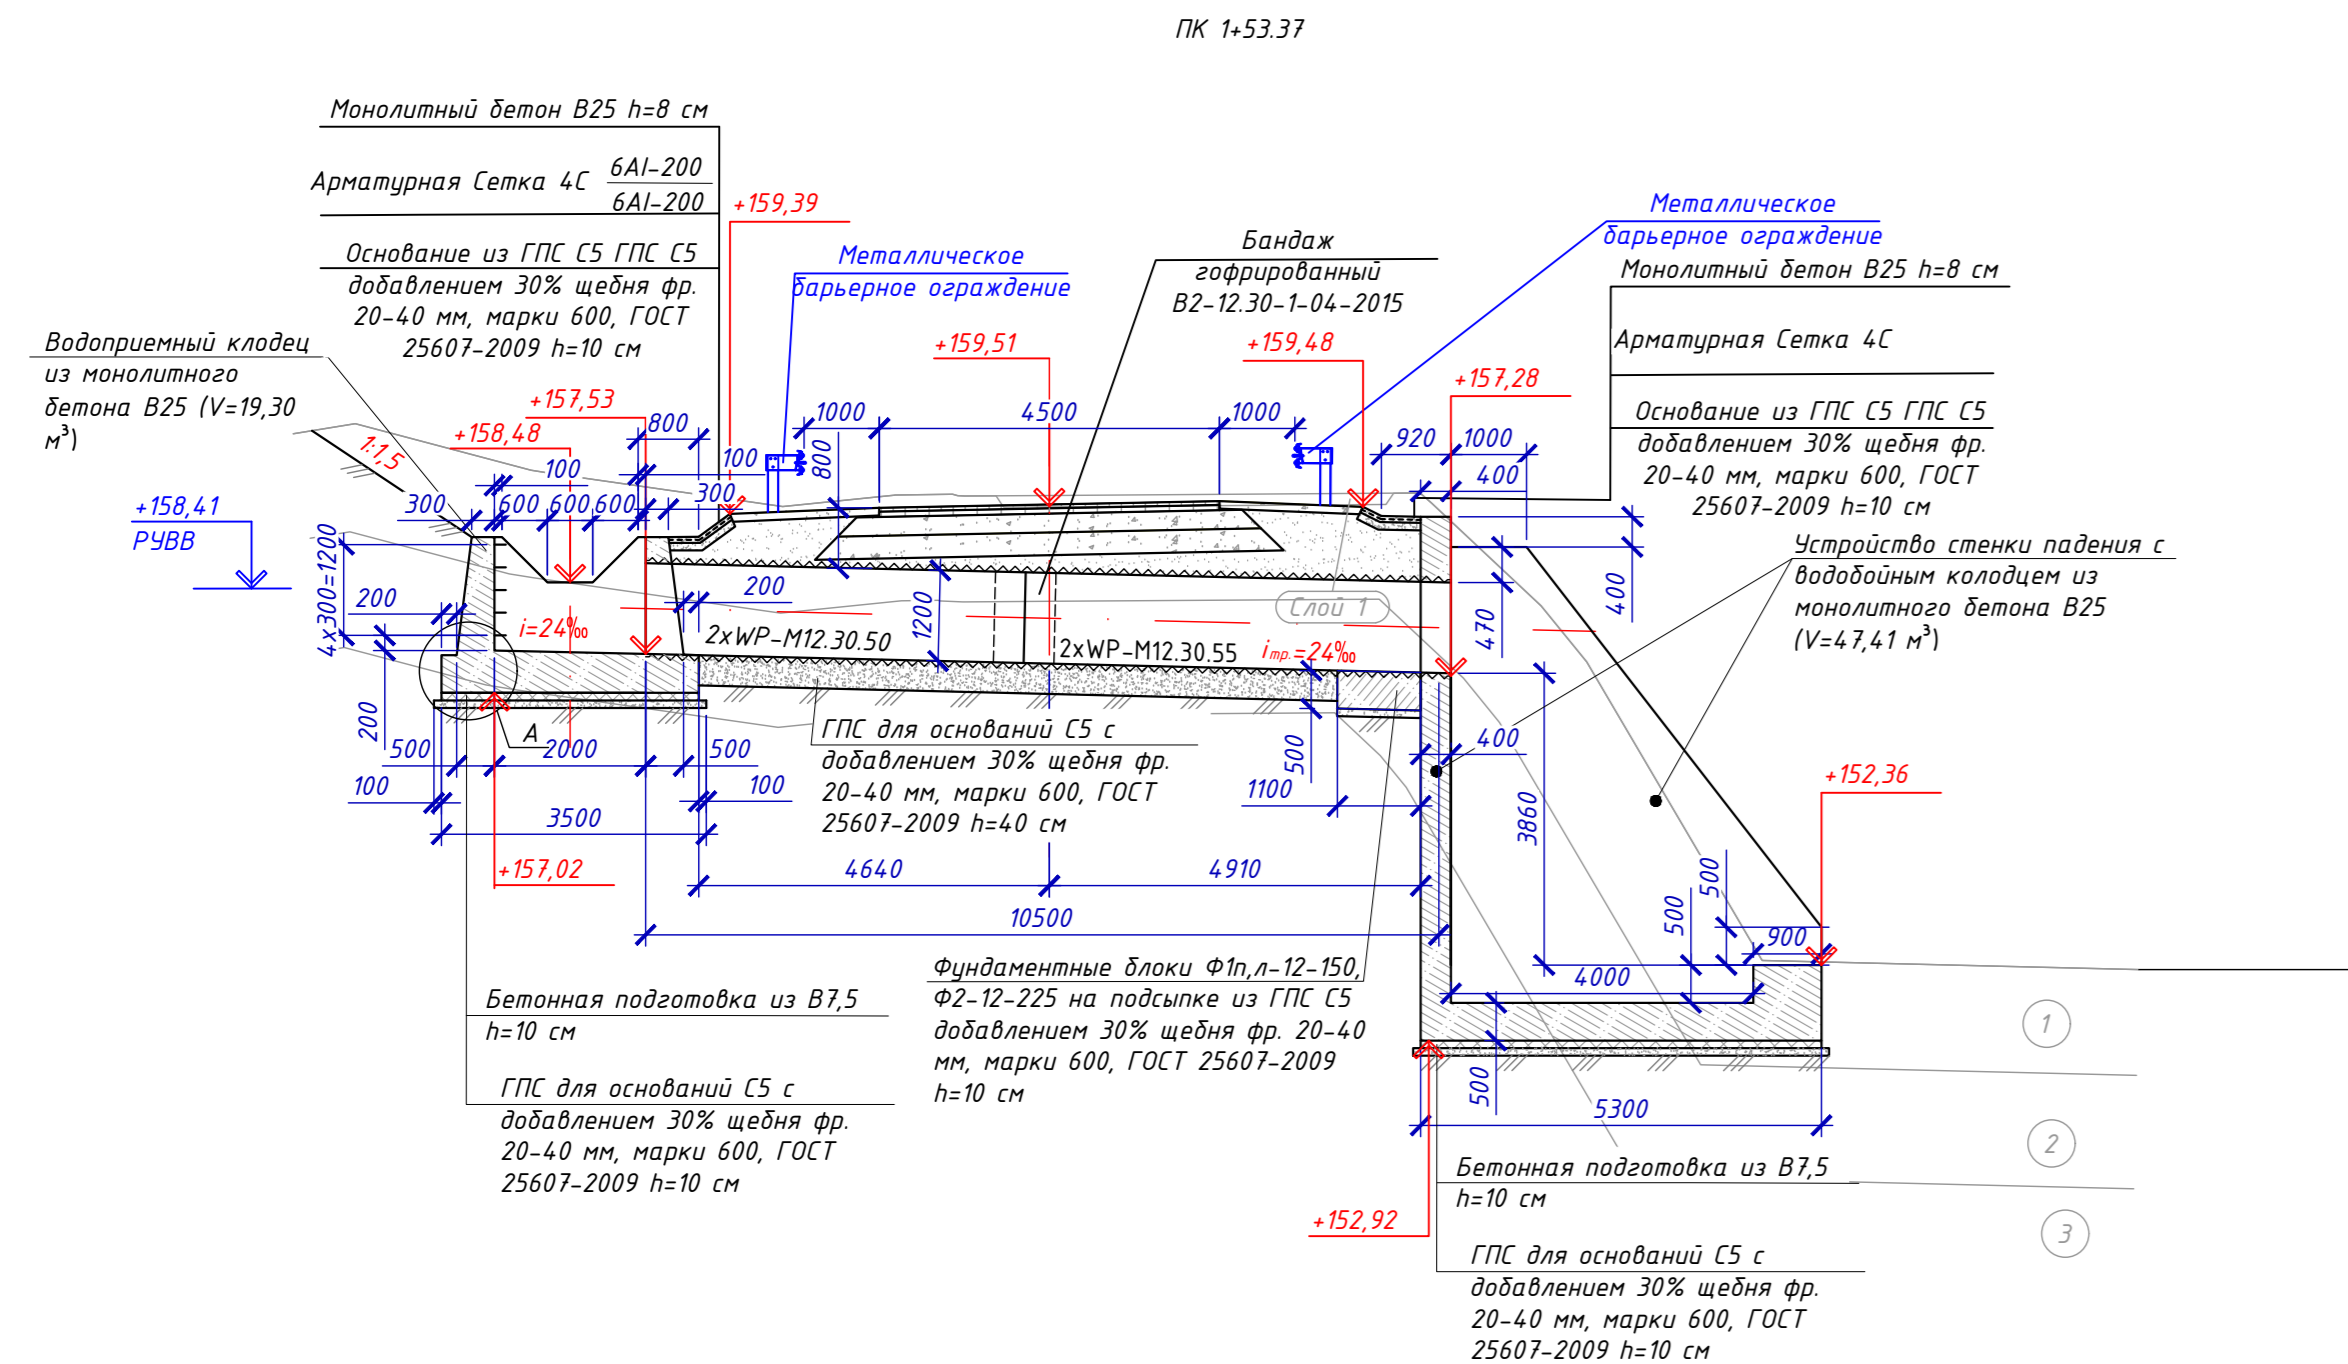 ПК 1+53.37
Монолитный бетон В25 h=8 см
Арматурная Сетка 4С 6АI-200
6АI-200
Основание из ГПС С5 ГПС С5
добавлением 30% щебня фр.
20-40 мм, марки 600, ГОСТ
25607-2009 h=10 см
Водоприемный клодец
из монолитного
бетона В25 (V=19,30
м³)
+159,39
Металлическое
барьерное ограждение
Бандаж
гофрированный
В2-12.30-1-04-2015
Металлическое
барьерное ограждение
Монолитный бетон В25 h=8 см
Арматурная Сетка 4С
Основание из ГПС С5 ГПС С5
добавлением 30% щебня фр.
20-40 мм, марки 600, ГОСТ
25607-2009 h=10 см
+159,51
+159,48
+157,28
+157,53
+158,48
1:1,5
800
1000
4500
1000
920
1000
400
100
100
800
300
600
600
600
300
+158,41
РУВВ
4х300=1200
200
200
i=24‰
200
2xWP-M12.30.50
1200
2xWP-M12.30.55
iтр.=24‰
Слой 1
470
400
Устройство стенки падения с
водобойным колодцем из
монолитного бетона В25
(V=47,41 м³)
А
500
2000
500
100
100
3500
+157,02
ГПС для оснований С5 с
добавлением 30% щебня фр.
20-40 мм, марки 600, ГОСТ
25607-2009 h=40 см
500
1100
400
3860
+152,36
4640
4910
10500
500
500
900
4000
Бетонная подготовка из В7,5
h=10 см
ГПС для оснований С5 с
добавлением 30% щебня фр.
20-40 мм, марки 600, ГОСТ
25607-2009 h=10 см
Фундаментные блоки Ф1п,л-12-150,
Ф2-12-225 на подсыпке из ГПС С5
добавлением 30% щебня фр. 20-40
мм, марки 600, ГОСТ 25607-2009
h=10 см
500
5300
1
2
3
+152,92
Бетонная подготовка из В7,5
h=10 см
ГПС для оснований С5 с
добавлением 30% щебня фр.
20-40 мм, марки 600, ГОСТ
25607-2009 h=10 см